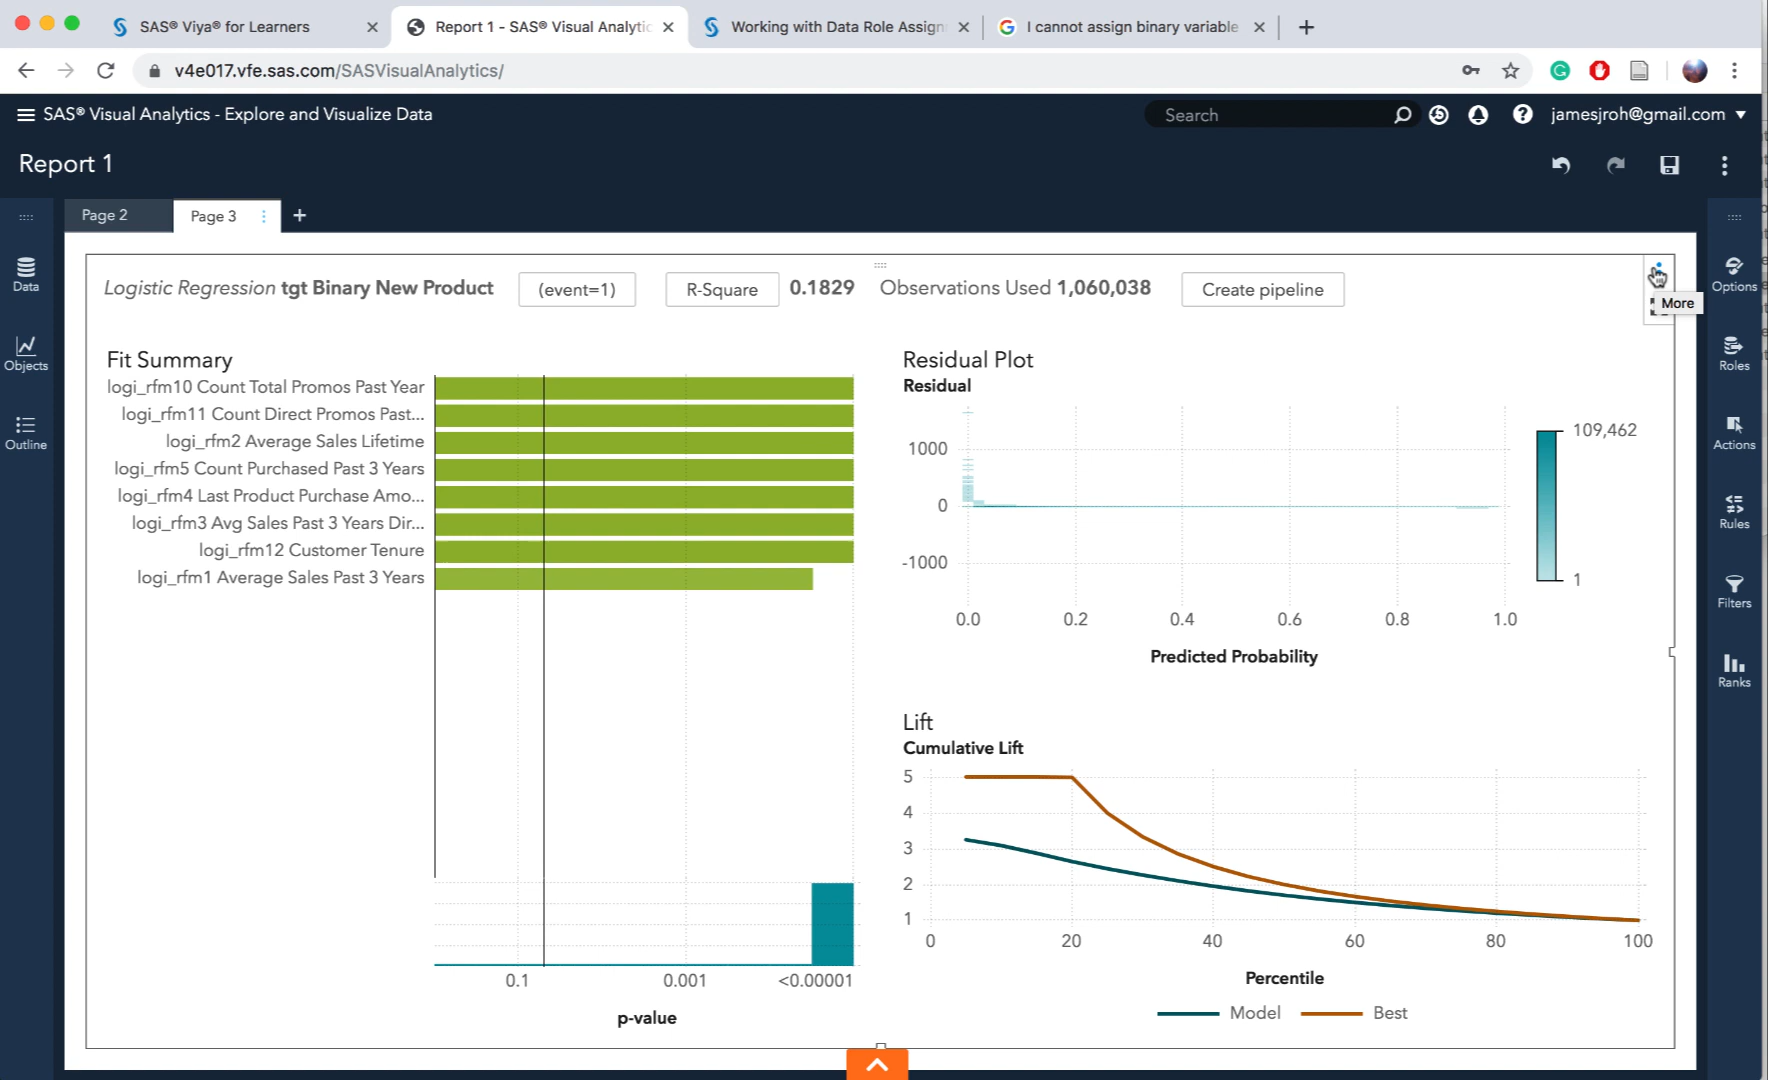 SAS® Viya® for Learners
Report 1 - SAS® Visual Analytic
Working with Data Role Assign
I cannot assign binary variable
v4e017.vfe.sas.com/SASVisualAnalytics/
SAS® Visual Analytics - Explore and Visualize Data
Search
jamesjroh@gmail.com
Report 1
Page 2
Page 3
Data
Objects
Outline
Logistic Regression tgt Binary New Product
(event=1)
R-Square
0.1829
Observations Used 1,060,038
Create pipeline
More
Options
Roles
Actions
Rules
Filters
Ranks
Fit Summary
logi_rfm10 Count Total Promos Past Year
logi_rfm11 Count Direct Promos Past...
logi_rfm2 Average Sales Lifetime
logi_rfm5 Count Purchased Past 3 Years
logi_rfm4 Last Product Purchase Amo...
logi_rfm3 Avg Sales Past 3 Years Dir...
logi_rfm12 Customer Tenure
logi_rfm1 Average Sales Past 3 Years
0.1 0.001 <0.00001
p-value
Residual Plot
Residual
1000
0
-1000
0.0 0.2 0.4 0.6 0.8 1.0
Predicted Probability
109,462
1
Lift
Cumulative Lift
5
4
3
2
1
0 20 40 60 80 100
Percentile
Model Best